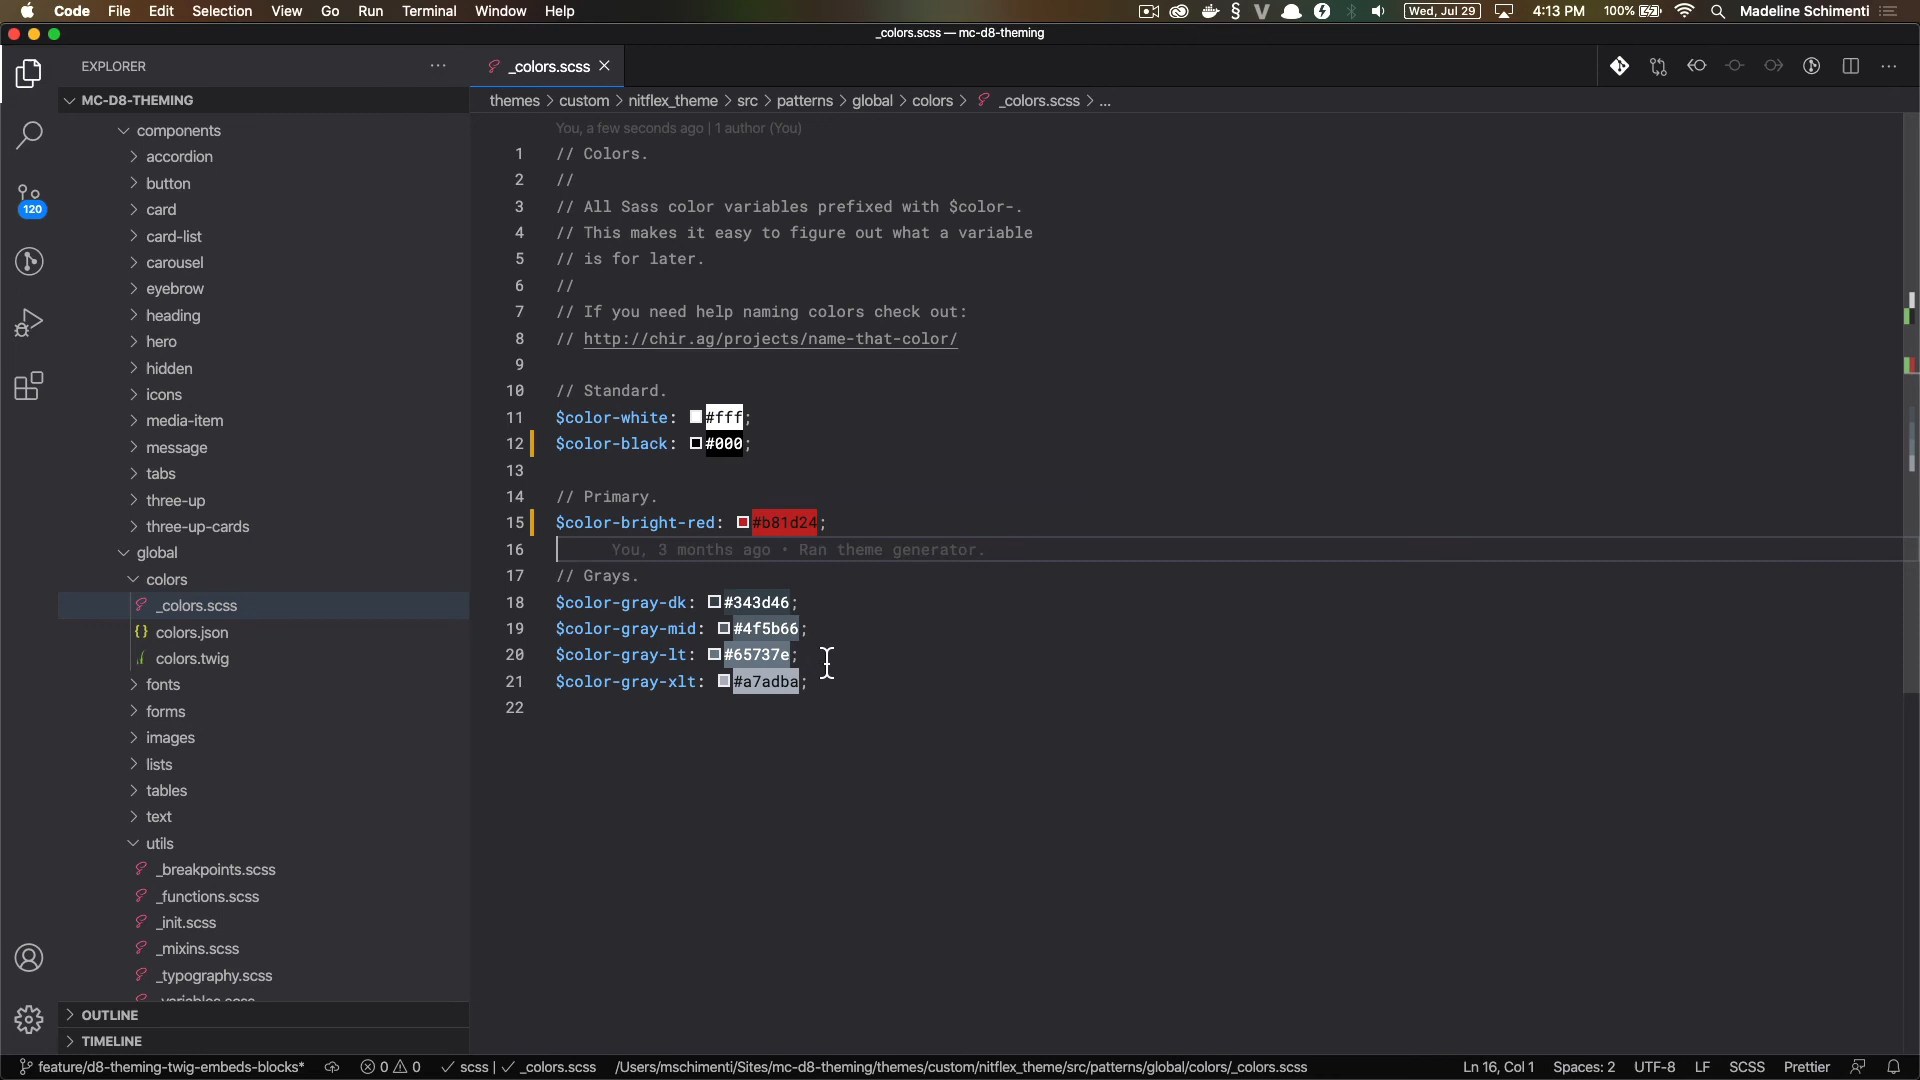 Code File Edit Selection View Go Run Terminal Window Help
Wed, Jul 29 4:13 PM 100% Madeline Schimenti
_colors.scss — mc-d8-theming
EXPLORER
MC-D8-THEMING
components
accordion
button
card
card-list
carousel
eyebrow
heading
hero
hidden
icons
media-item
message
tabs
three-up
three-up-cards
global
colors
_colors.scss
colors.json
colors.twig
fonts
forms
images
lists
tables
text
utils
_breakpoints.scss
_functions.scss
_init.scss
_mixins.scss
_typography.scss
_variables.scss
OUTLINE
TIMELINE
120
_colors.scss
themes > custom > nitflex_theme > src > patterns > global > colors > _colors.scss > ...
You, a few seconds ago | 1 author (You)
1 // Colors.
2 //
3 // All Sass color variables prefixed with $color-.
4 // This makes it easy to figure out what a variable
5 // is for later.
6 //
7 // If you need help naming colors check out:
8 // http://chir.ag/projects/name-that-color/
9
10 // Standard.
11 $color-white: #fff;
12 $color-black: #000;
13
14 // Primary.
15 $color-bright-red: #b81d24;
16 You, 3 months ago • Ran theme generator.
17 // Grays.
18 $color-gray-dk: #343d46;
19 $color-gray-mid: #4f5b66;
20 $color-gray-lt: #65737e;
21 $color-gray-xlt: #a7adba;
22
feature/d8-theming-twig-embeds-blocks* 0 0 ✓ scss | ✓ _colors.scss /Users/mschimenti/Sites/mc-d8-theming/themes/custom/nitflex_theme/src/patterns/global/colors/_colors.scss Ln 16, Col 1 Spaces: 2 UTF-8 LF SCSS Prettier